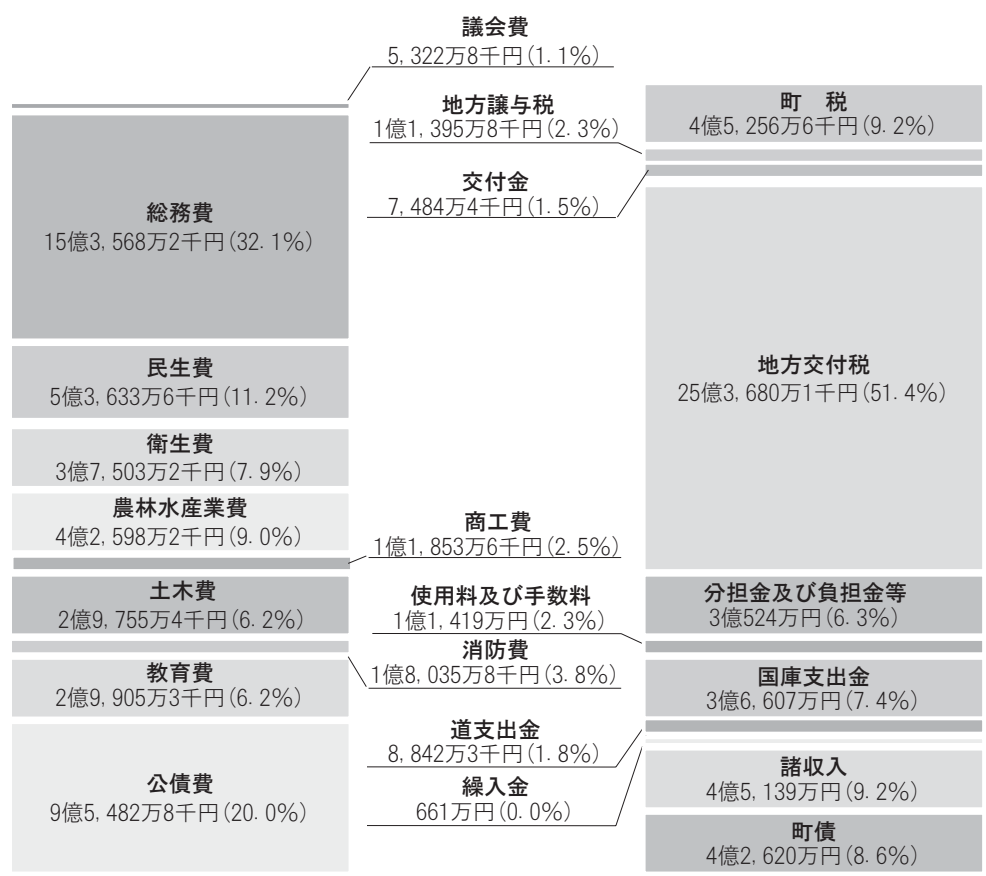 議会費
5,322万8千円(1.1%)
地方譲与税
1億1,395万8千円(2.3%)
交付金
7,484万4千円(1.5%)
町　税
4億5,256万6千円(9.2%)
総務費
15億3,568万2千円(32.1%)
民生費
5億3,633万6千円(11.2%)
地方交付税
25億3,680万1千円(51.4%)
衛生費
3億7,503万2千円(7.9%)
農林水産業費
4億2,598万2千円(9.0%)
商工費
1億1,853万6千円(2.5%)
土木費
2億9,755万4千円(6.2%)
使用料及び手数料
1億1,419万円(2.3%)
分担金及び負担金等
3億524万円(6.3%)
消防費
1億8,035万8千円(3.8%)
教育費
2億9,905万3千円(6.2%)
国庫支出金
3億6,607万円(7.4%)
道支出金
8,842万3千円(1.8%)
繰入金
661万円(0.0%)
公債費
9億5,482万8千円(20.0%)
諸収入
4億5,139万円(9.2%)
町債
4億2,620万円(8.6%)